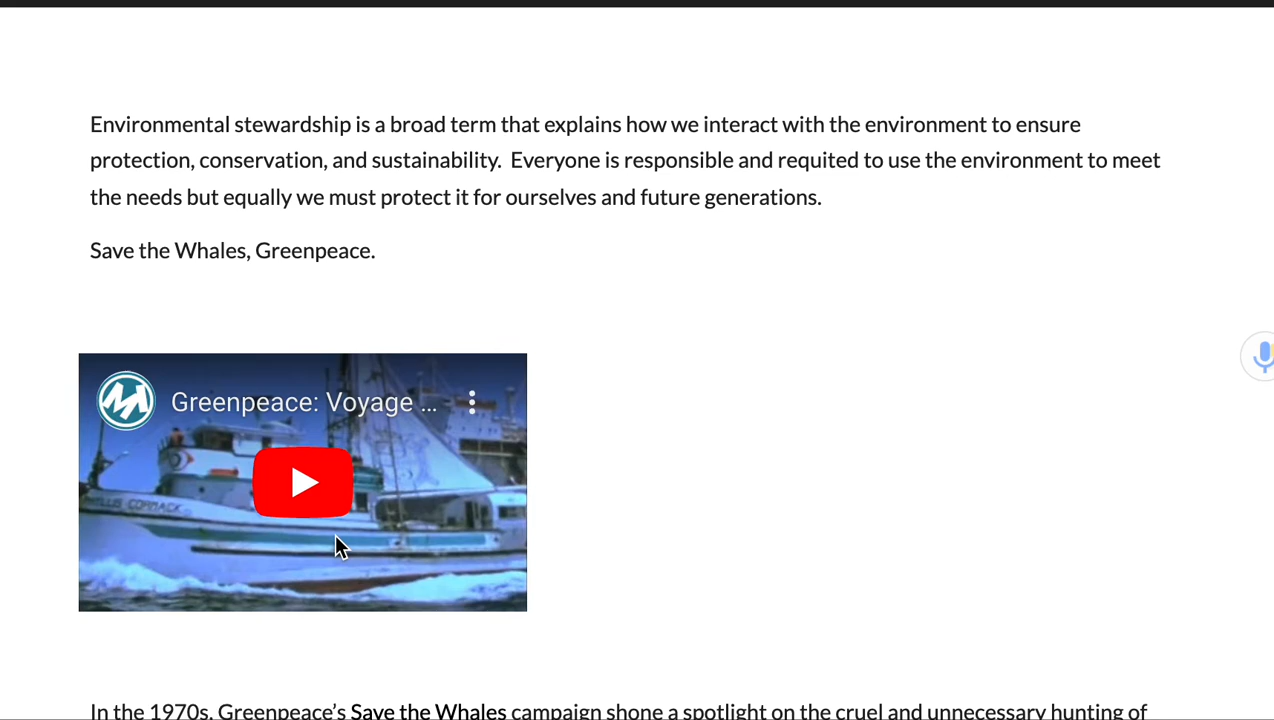 Environmental stewardship is a broad term that explains how we interact with the environment to ensure
protection, conservation, and sustainability.  Everyone is responsible and requited to use the environment to meet
the needs but equally we must protect it for ourselves and future generations.
Save the Whales, Greenpeace.
Greenpeace: Voyage ...
PHYLLIS CORMACK
In the 1970s, Greenpeace’s Save the Whales campaign shone a spotlight on the cruel and unnecessary hunting of